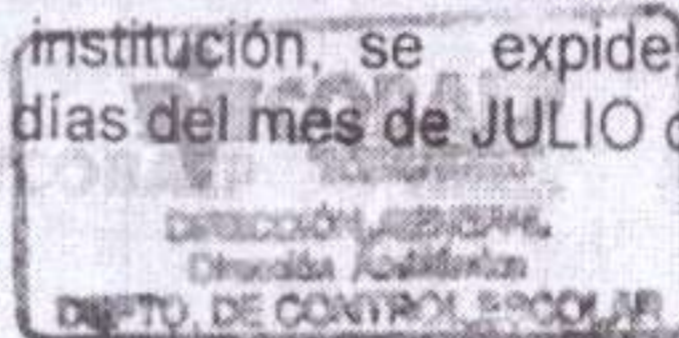 institución, se expide
días del mes de JULIO
DIRECCIÓN GENERAL
Dirección Académica
DEPTO. DE CONTROL ESCOLAR